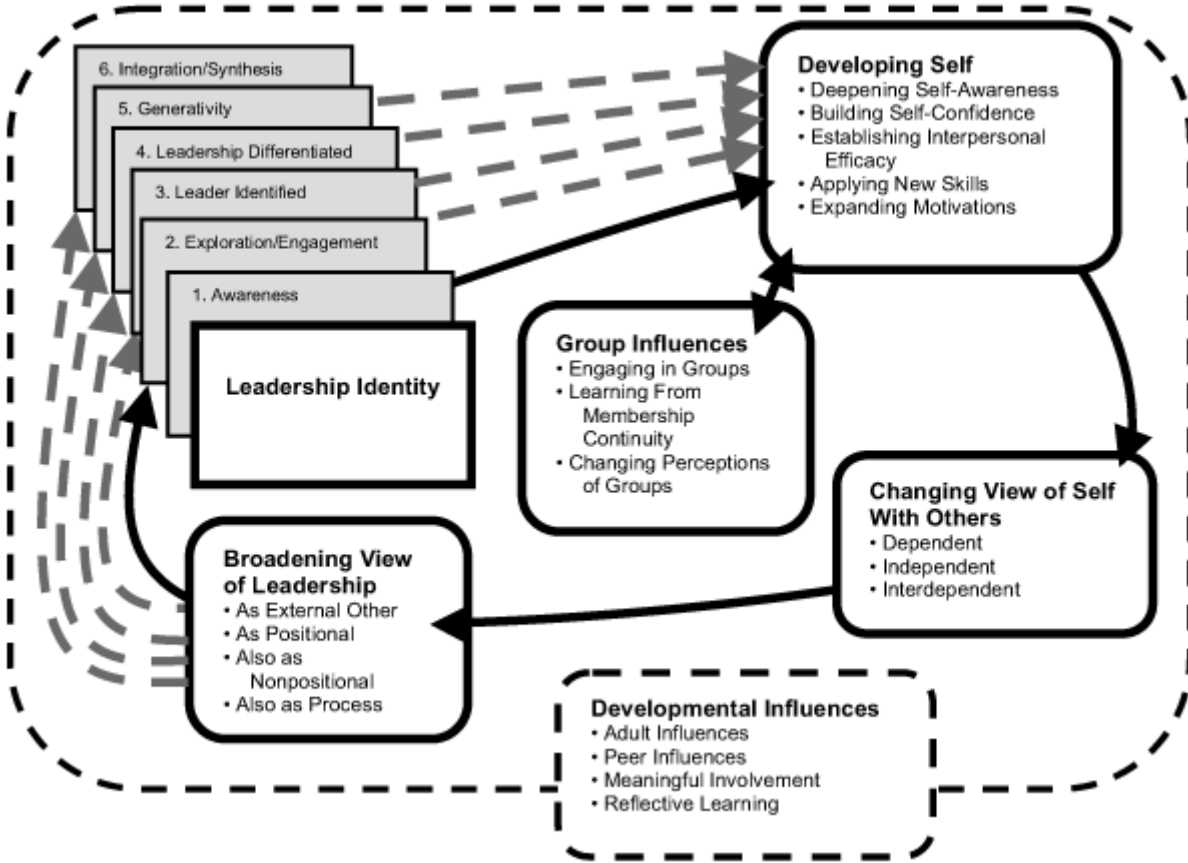 6. Integration/Synthesis
5. Generativity
4. Leadership Differentiated
3. Leader Identified
2. Exploration/Engagement
1. Awareness
Leadership Identity
Developing Self
• Deepening Self-Awareness
• Building Self-Confidence
• Establishing Interpersonal
Efficacy
• Applying New Skills
• Expanding Motivations
Group Influences
• Engaging in Groups
• Learning From
Membership
Continuity
• Changing Perceptions
of Groups
Changing View of Self
With Others
• Dependent
• Independent
• Interdependent
Broadening View
of Leadership
• As External Other
• As Positional
• Also as
Nonpositional
• Also as Process
Developmental Influences
• Adult Influences
• Peer Influences
• Meaningful Involvement
• Reflective Learning